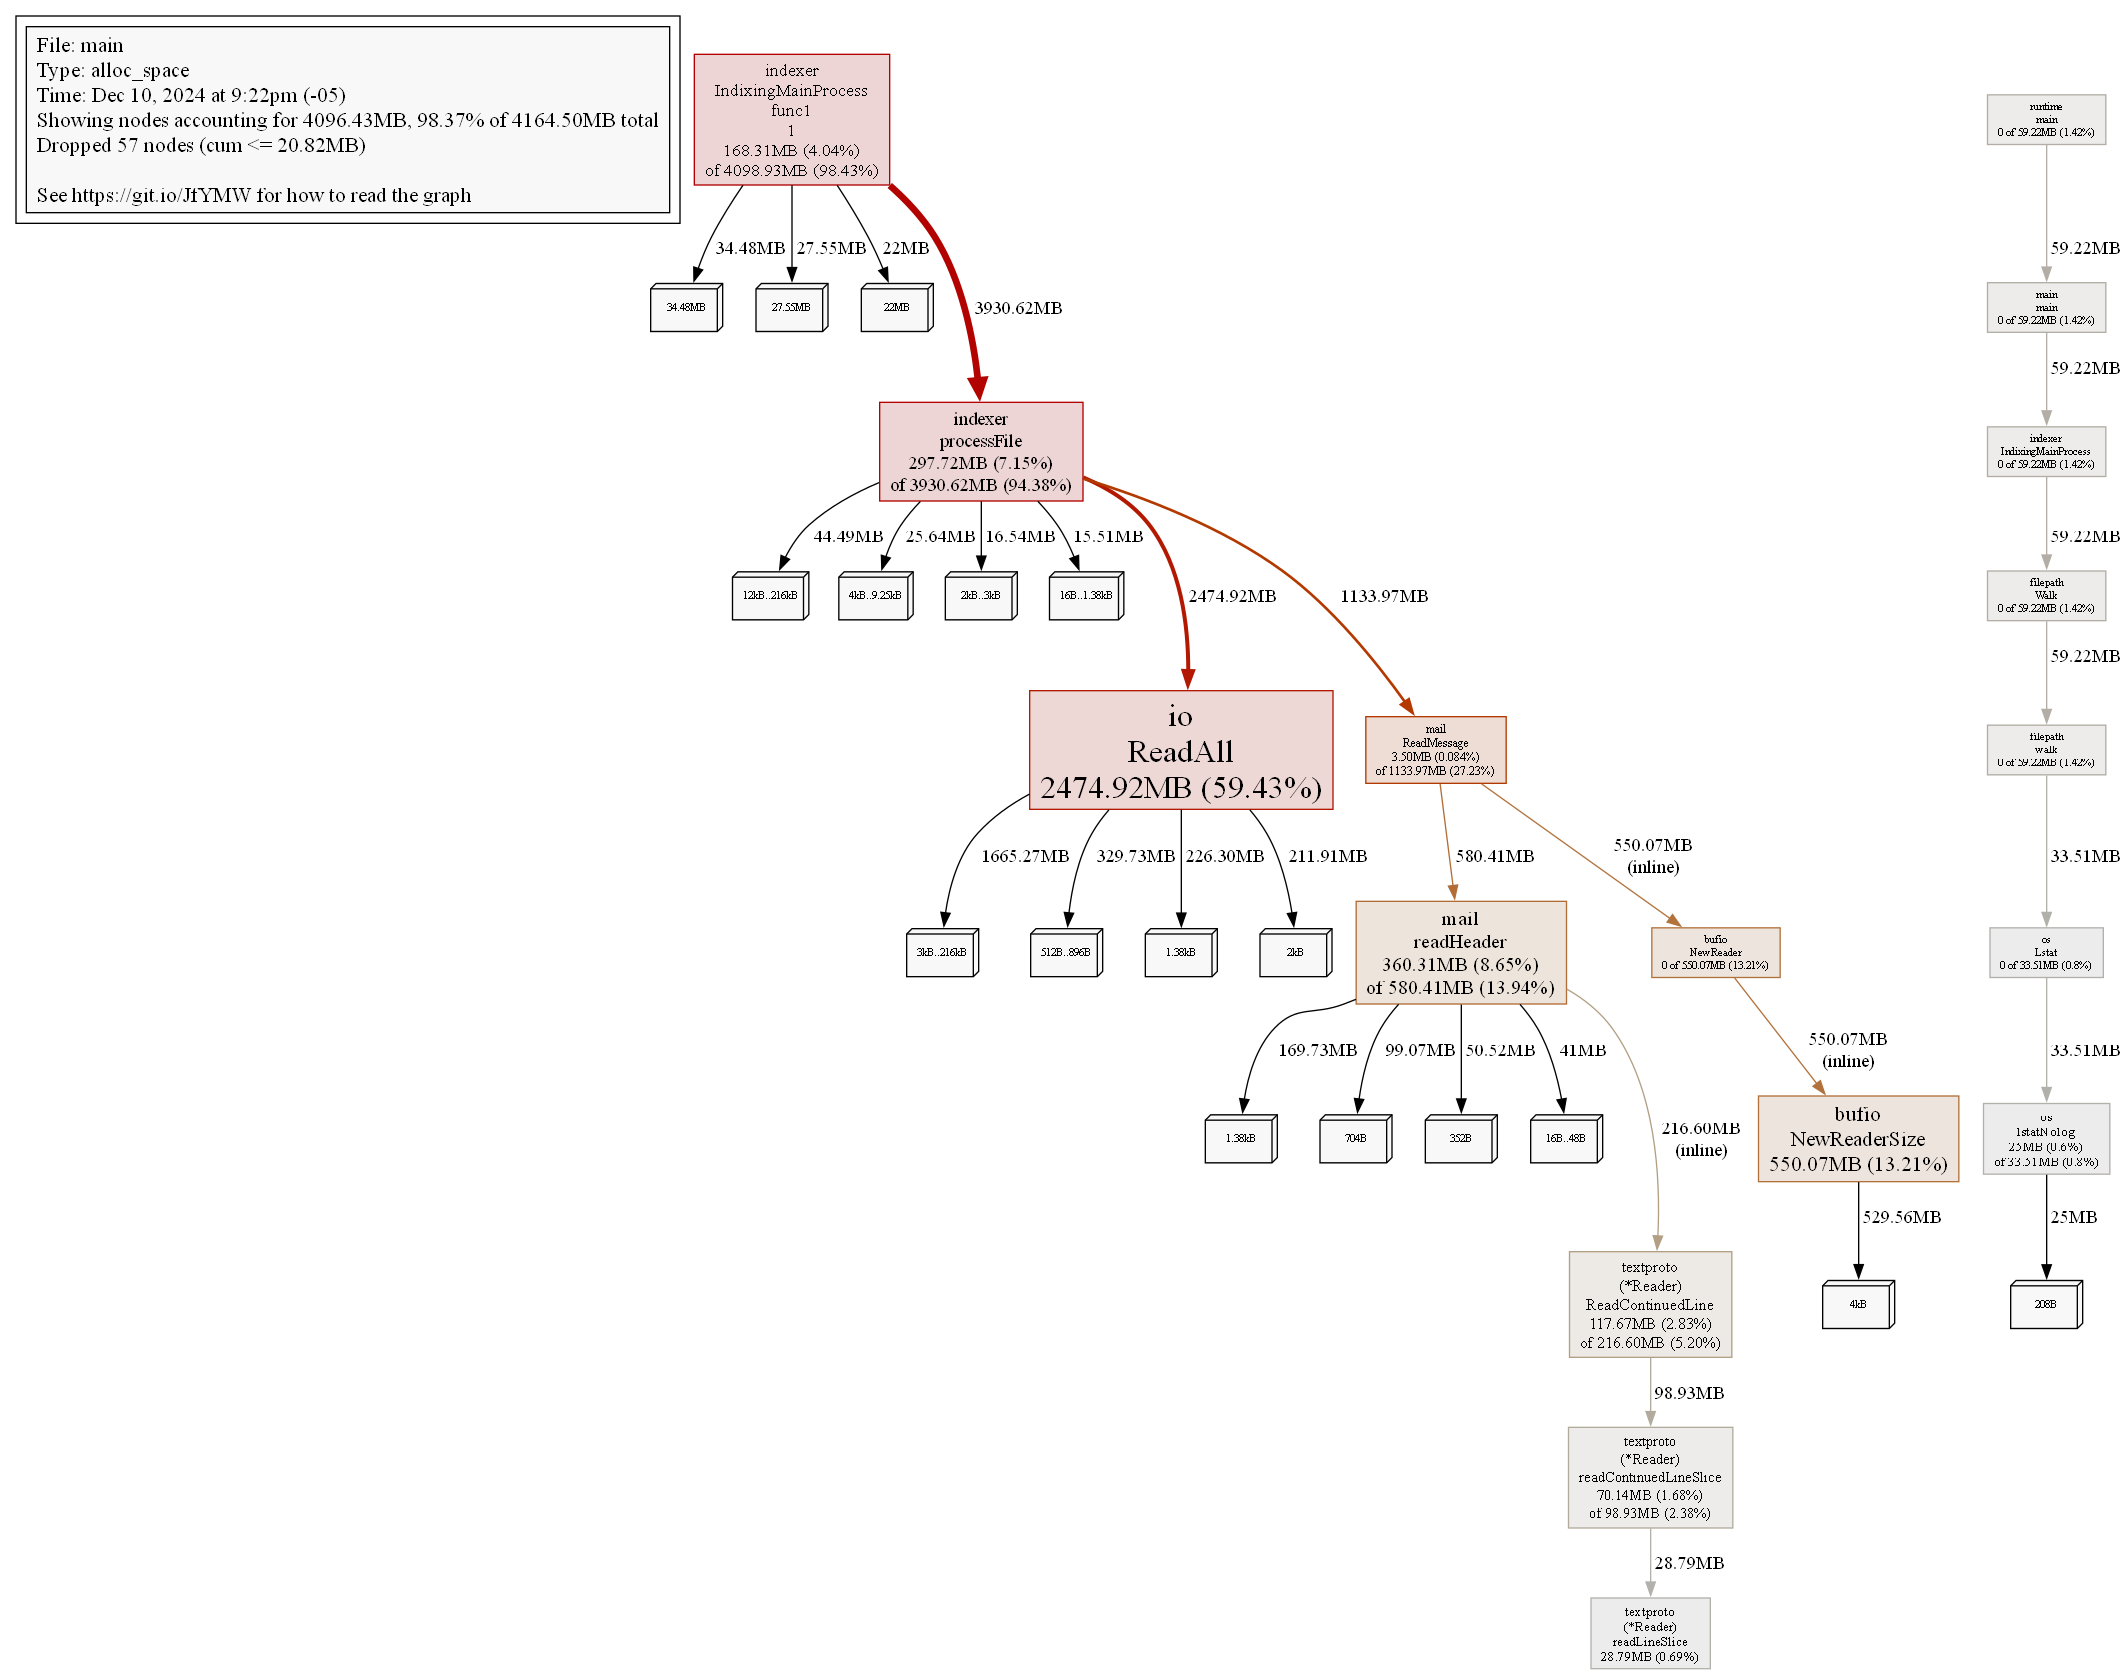 File: main
Type: alloc_space
Time: Dec 10, 2024 at 9:22pm (-05)
Showing nodes accounting for 4096.43MB, 98.37% of 4164.50MB total
Dropped 57 nodes (cum <= 20.82MB)
See https://git.io/JfYMW for how to read the graph
indexer
IndixingMainProcess
func1
1
168.31MB (4.04%)
of 4098.93MB (98.43%)
34.48MB
27.55MB
22MB
34.48MB
27.55MB
22MB
3930.62MB
indexer
processFile
297.72MB (7.15%)
of 3930.62MB (94.38%)
44.49MB
25.64MB
16.54MB
15.51MB
12kB..216kB
4kB..9.25kB
2kB..3kB
16B..1.38kB
2474.92MB
1133.97MB
io
ReadAll
2474.92MB (59.43%)
1665.27MB
329.73MB
226.30MB
211.91MB
3kB..216kB
512B..896B
1.38kB
2kB
mail
ReadMessage
3.50MB (0.084%)
of 1133.97MB (27.23%)
580.41MB
550.07MB
(inline)
mail
readHeader
360.31MB (8.65%)
of 580.41MB (13.94%)
169.73MB
99.07MB
50.52MB
41MB
1.38kB
704B
352B
16B..48B
216.60MB
(inline)
bufio
NewReader
0 of 550.07MB (13.21%)
550.07MB
(inline)
bufio
NewReaderSize
550.07MB (13.21%)
529.56MB
4kB
textproto
(*Reader)
ReadContinuedLine
117.67MB (2.83%)
of 216.60MB (5.20%)
98.93MB
textproto
(*Reader)
readContinuedLineSlice
70.14MB (1.68%)
of 98.93MB (2.38%)
28.79MB
textproto
(*Reader)
readLineSlice
28.79MB (0.69%)
runtime
main
0 of 59.22MB (1.42%)
59.22MB
main
main
0 of 59.22MB (1.42%)
59.22MB
indexer
IndixingMainProcess
0 of 59.22MB (1.42%)
59.22MB
filepath
Walk
0 of 59.22MB (1.42%)
59.22MB
filepath
walk
0 of 59.22MB (1.42%)
33.51MB
os
Lstat
0 of 33.51MB (0.8%)
33.51MB
os
lstatNolog
25MB (0.6%)
of 33.51MB (0.8%)
25MB
208B